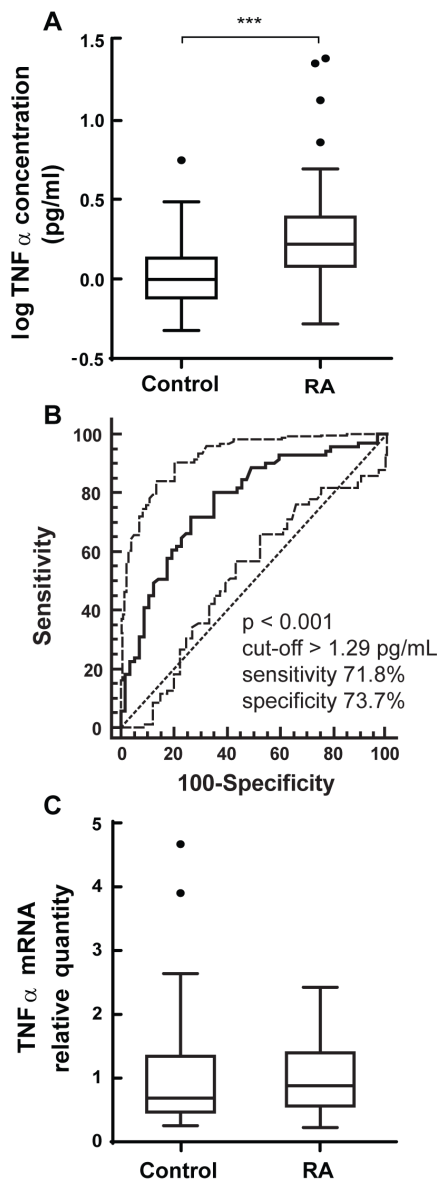 A
***
1.5
1.0
0.5
0.0
-0.5
log TNF α concentration
(pg/ml)
Control RA
B
100
80
60
40
20
0
Sensitivity
p < 0.001
cut-off > 1.29 pg/mL
sensitivity 71.8%
specificity 73.7%
0 20 40 60 80 100
100-Specificity
C
5
4
3
2
1
0
TNF α mRNA
relative quantity
Control RA